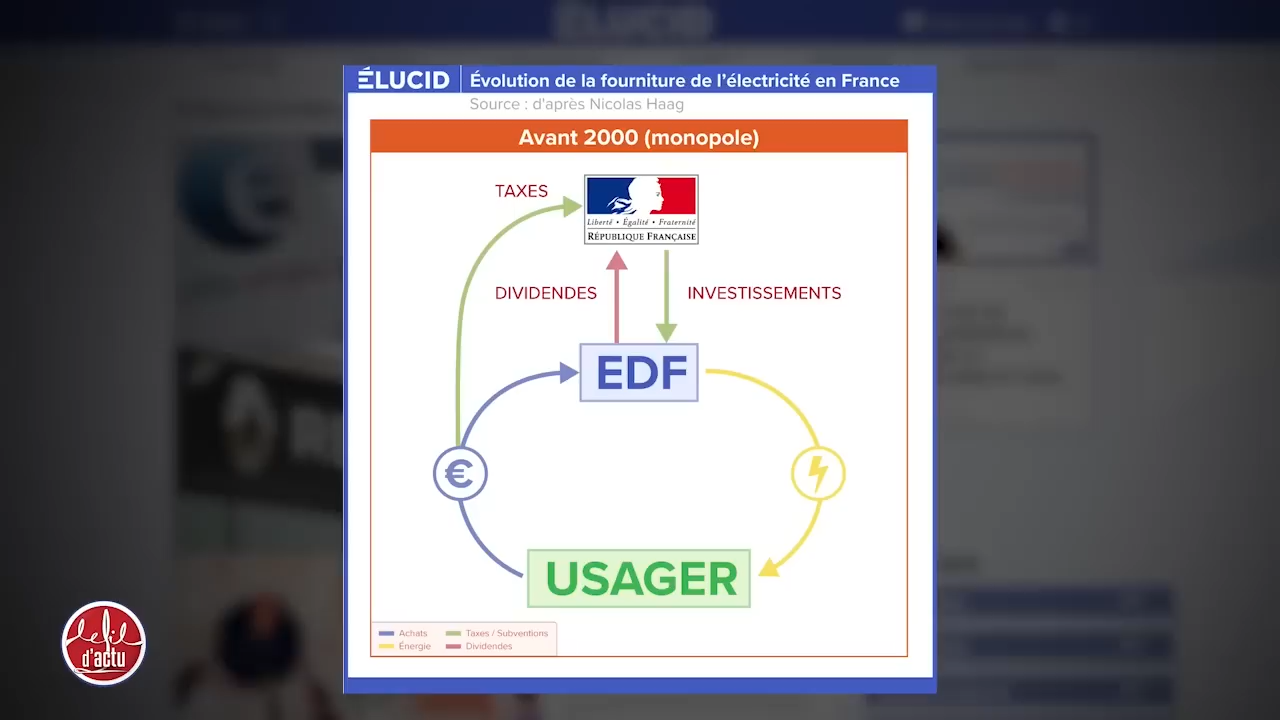 ÉLUCID
Évolution de la fourniture de l'électricité en France
Source : d'après Nicolas Haag
Avant 2000 (monopole)
TAXES
Liberté • Égalité • Fraternité
RÉPUBLIQUE FRANÇAISE
DIVIDENDES
INVESTISSEMENTS
EDF
€
USAGER
Achats
Taxes / Subventions
Énergie
Dividendes
le fil
d'actu